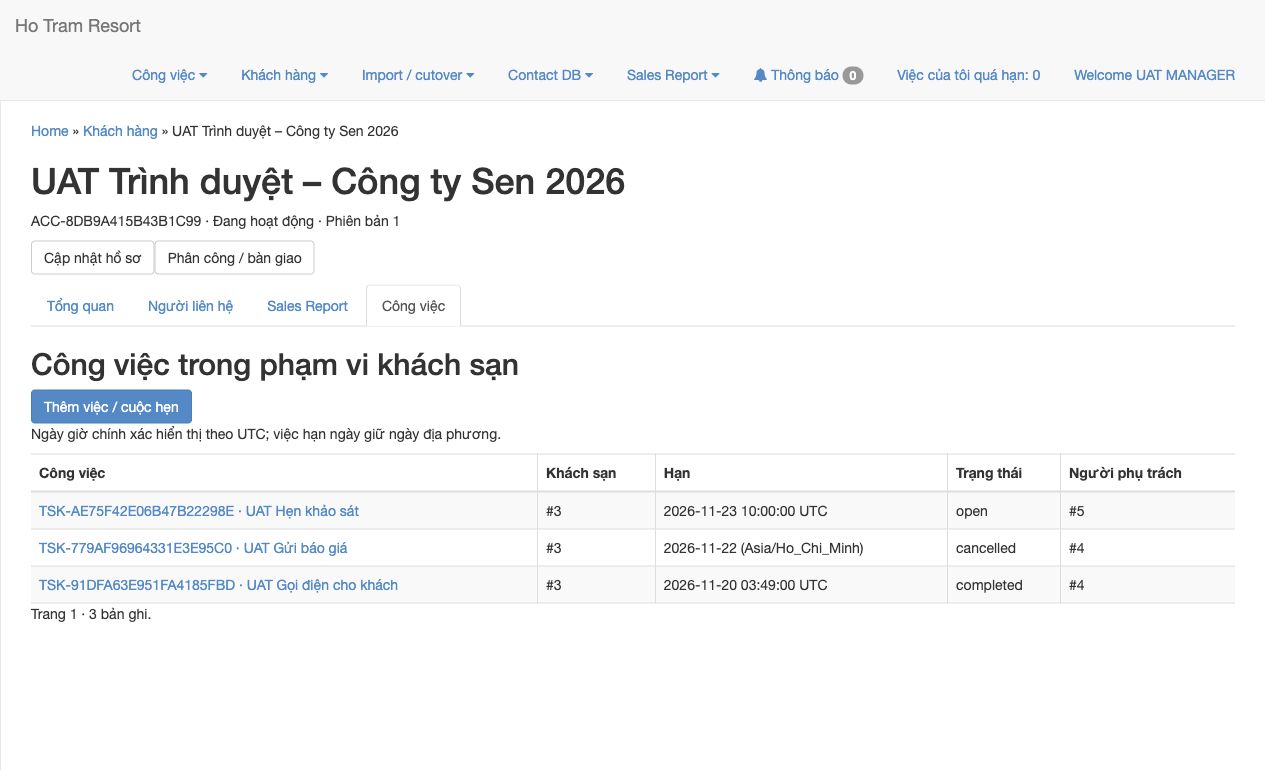 Ho Tram Resort
Công việc Khách hàng Import / cutover Contact DB Sales Report Thông báo 0 Việc của tôi quá hạn: 0 Welcome UAT MANAGER
Home » Khách hàng » UAT Trình duyệt – Công ty Sen 2026
UAT Trình duyệt – Công ty Sen 2026
ACC-8DB9A415B43B1C99 · Đang hoạt động · Phiên bản 1
Cập nhật hồ sơ Phân công / bàn giao
Tổng quan Người liên hệ Sales Report Công việc
Công việc trong phạm vi khách sạn
Thêm việc / cuộc hẹn
Ngày giờ chính xác hiển thị theo UTC; việc hạn ngày giữ ngày địa phương.
Công việc Khách sạn Hạn Trạng thái Người phụ trách
TSK-AE75F42E06B47B22298E · UAT Hẹn khảo sát #3 2026-11-23 10:00:00 UTC open #5
TSK-779AF96964331E3E95C0 · UAT Gửi báo giá #3 2026-11-22 (Asia/Ho_Chi_Minh) cancelled #4
TSK-91DFA63E951FA4185FBD · UAT Gọi điện cho khách #3 2026-11-20 03:49:00 UTC completed #4
Trang 1 · 3 bản ghi.